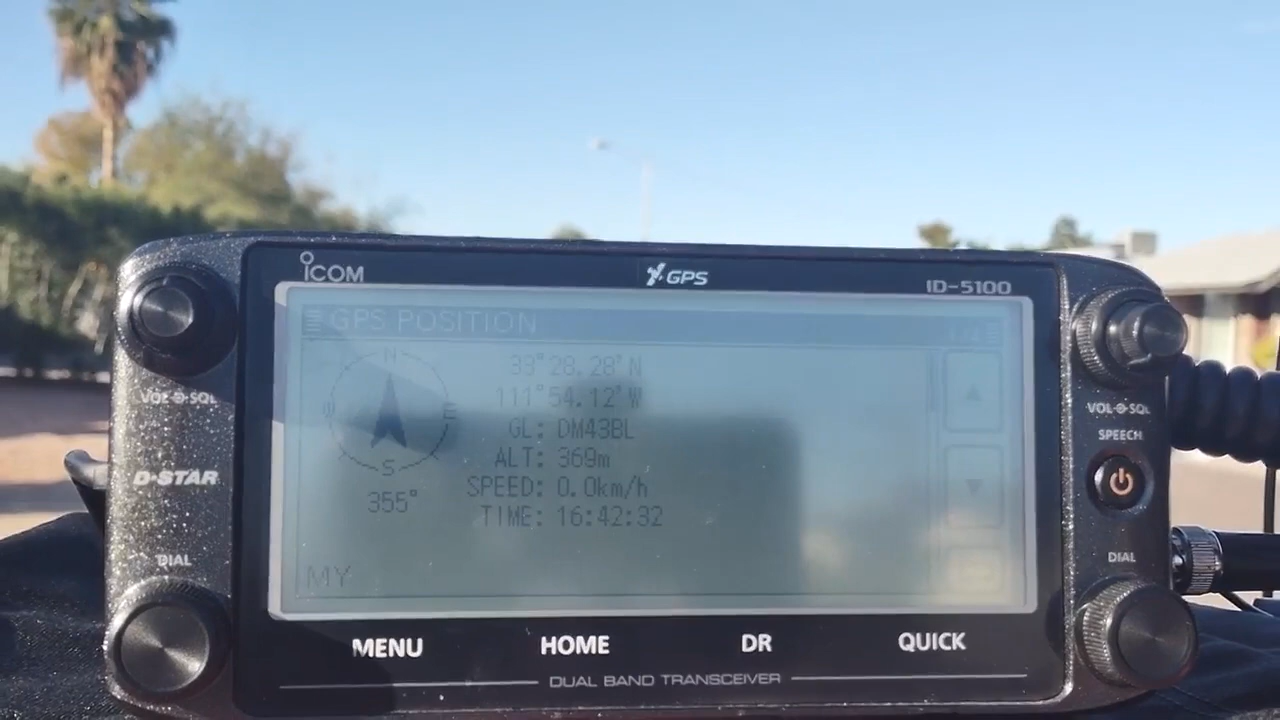 ICOM
GPS
ID-5100
GPS POSITION
N
33°28.28'N
111°54.12'W
E
GL: DM43BL
S
ALT: 369m
355°
SPEED: 0.0km/h
TIME: 16:42:32
MY
VOL SQL
D-STAR
DIAL
VOL SQL
SPEECH
DIAL
MENU
HOME
DR
QUICK
DUAL BAND TRANSCEIVER